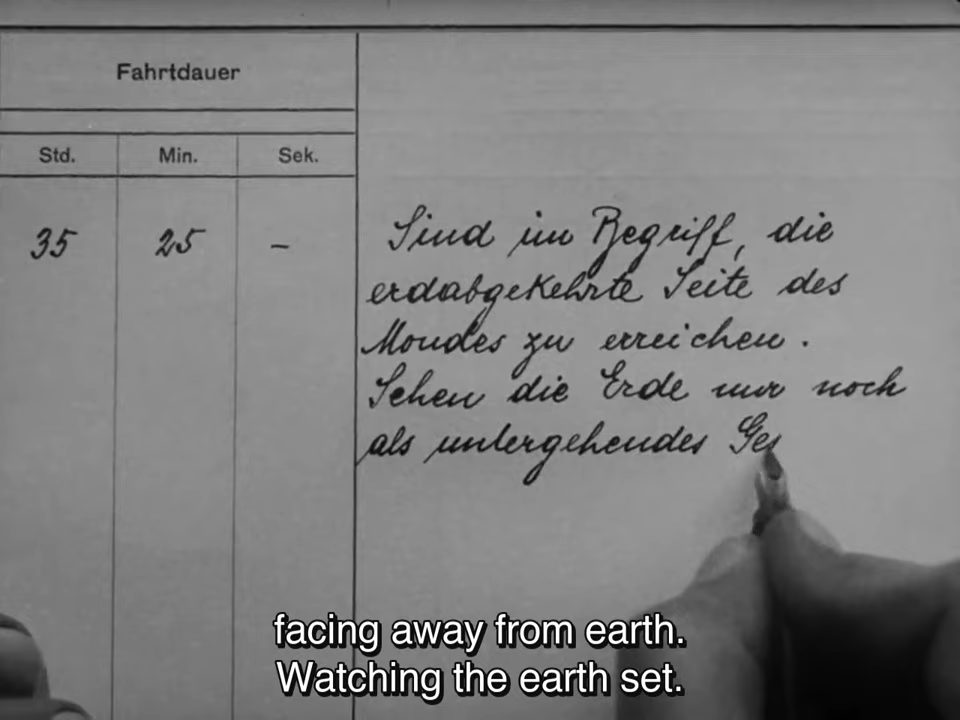 Fahrtdauer
Std. Min. Sek.
35 25 –
Sind im Begriff, die
erdabgekehrte Seite des
Mondes zu erreichen.
Sehen die Erde nur noch
als untergehendes Ges
facing away from earth.
Watching the earth set.